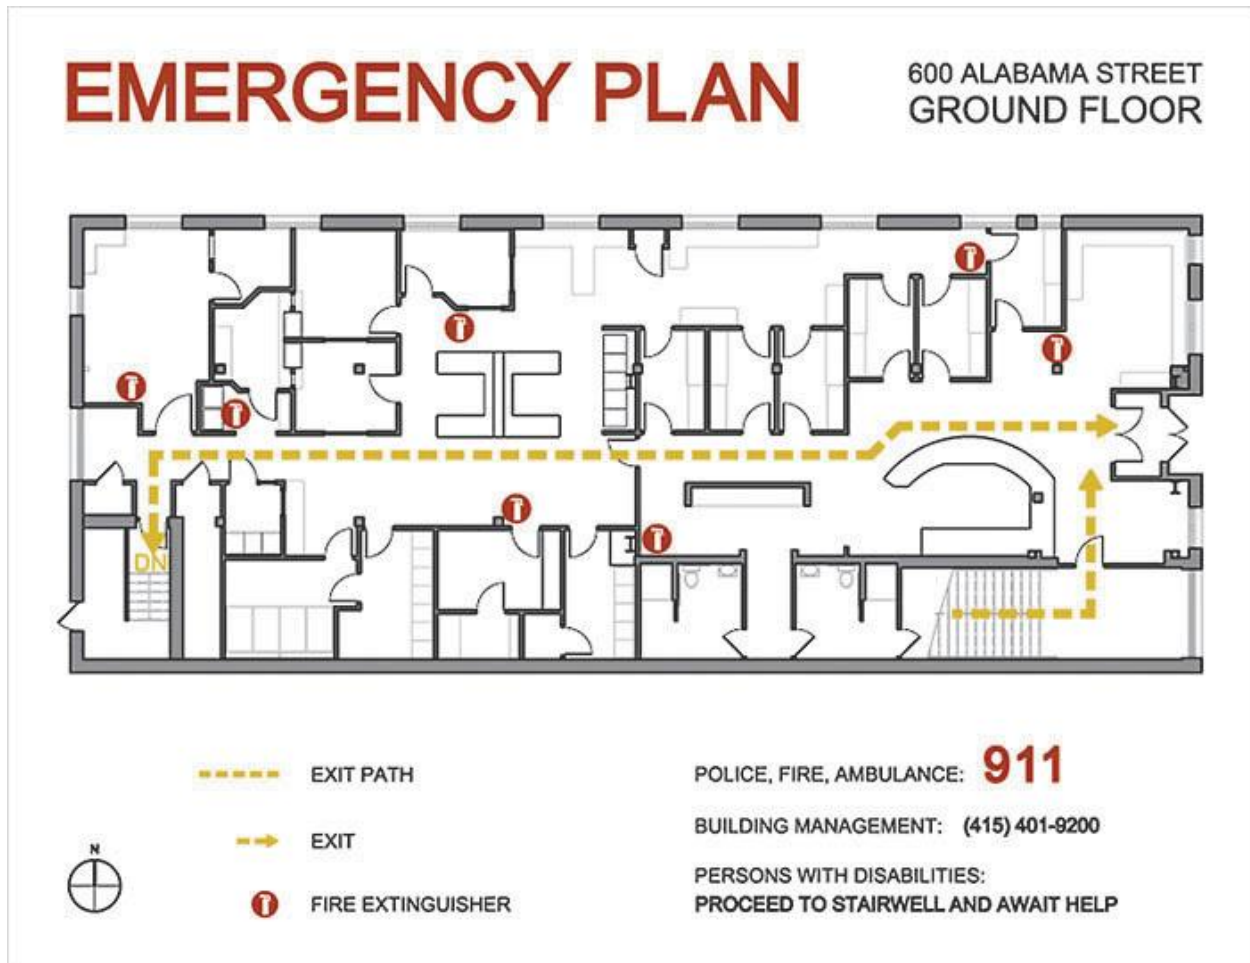 EMERGENCY PLAN
600 ALABAMA STREET
GROUND FLOOR
DN
EXIT PATH
EXIT
FIRE EXTINGUISHER
N
POLICE, FIRE, AMBULANCE: 911
BUILDING MANAGEMENT: (415) 401-9200
PERSONS WITH DISABILITIES:
PROCEED TO STAIRWELL AND AWAIT HELP